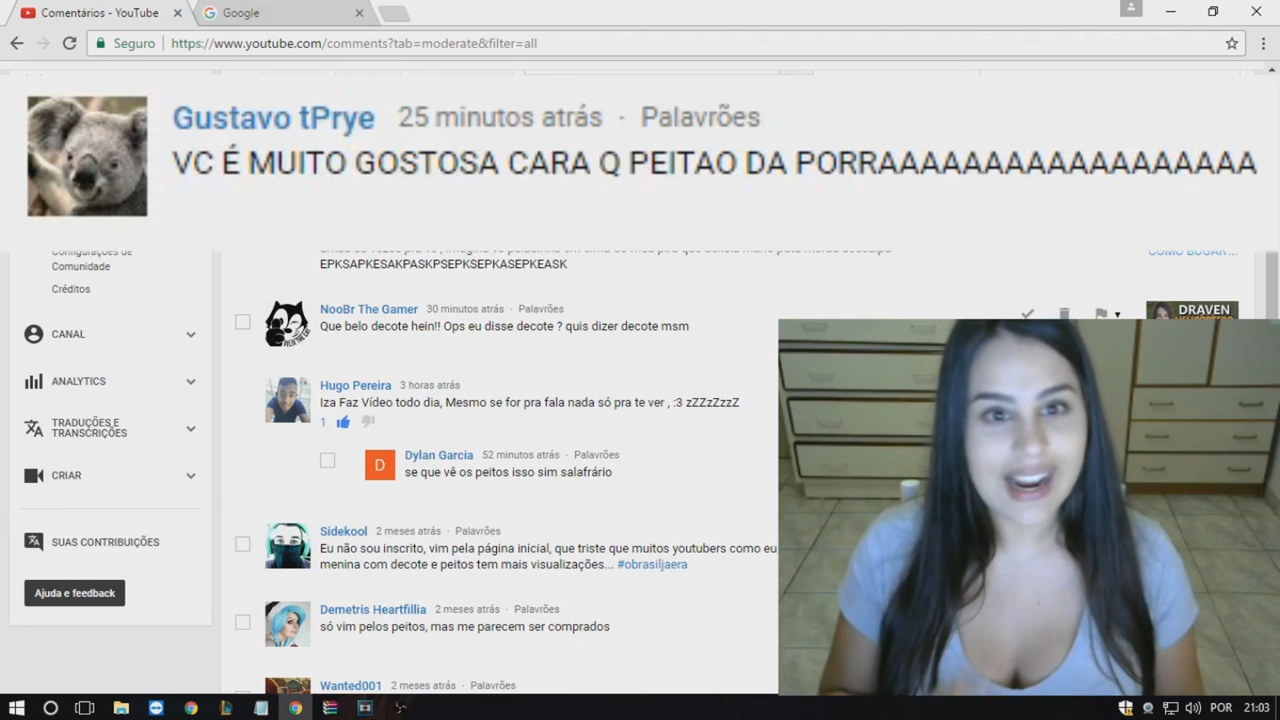 Comentários - YouTube
Google
Seguro https://www.youtube.com/comments?tab=moderate&filter=all
Gustavo tPrye 25 minutos atrás · Palavrões
VC É MUITO GOSTOSA CARA Q PEITAO DA PORRAAAAAAAAAAAAAAAAAA
Configurações de
Comunidade
Créditos
CANAL
ANALYTICS
TRADUÇÕES E
TRANSCRIÇÕES
CRIAR
SUAS CONTRIBUIÇÕES
Ajuda e feedback
EPKSAPKESAKPASKPSEPKSEPKASEPKEASK
COMO BUGAR ...
NooBr The Gamer 30 minutos atrás · Palavrões
Que belo decote hein!! Ops eu disse decote ? quis dizer decote msm
DRAVEN
Hugo Pereira 3 horas atrás
Iza Faz Vídeo todo dia, Mesmo se for pra fala nada só pra te ver , :3 zZZzZzzZ
1
D
Dylan Garcia 52 minutos atrás · Palavrões
se que vê os peitos isso sim salafrário
Sidekool 2 meses atrás · Palavrões
Eu não sou inscrito, vim pela página inicial, que triste que muitos youtubers como eu
menina com decote e peitos tem mais visualizações... #obrasiljaera
Demetris Heartfillia 2 meses atrás · Palavrões
só vim pelos peitos, mas me parecem ser comprados
Wanted001 2 meses atrás · Palavrões
POR 21:03